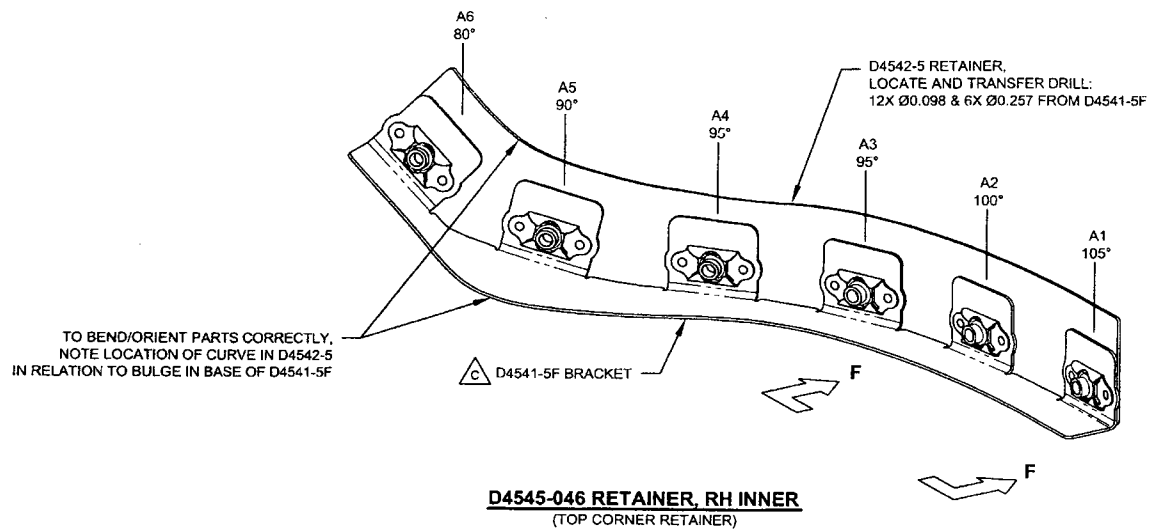 A6
80°
A5
90°
A4
95°
A3
95°
A2
100°
A1
105°
D4542-5 RETAINER,
LOCATE AND TRANSFER DRILL:
12X Ø0.098 & 6X Ø0.257 FROM D4541-5F
TO BEND/ORIENT PARTS CORRECTLY,
NOTE LOCATION OF CURVE IN D4542-5
IN RELATION TO BULGE IN BASE OF D4541-5F
C D4541-5F BRACKET
F
F
D4545-046 RETAINER, RH INNER
(TOP CORNER RETAINER)